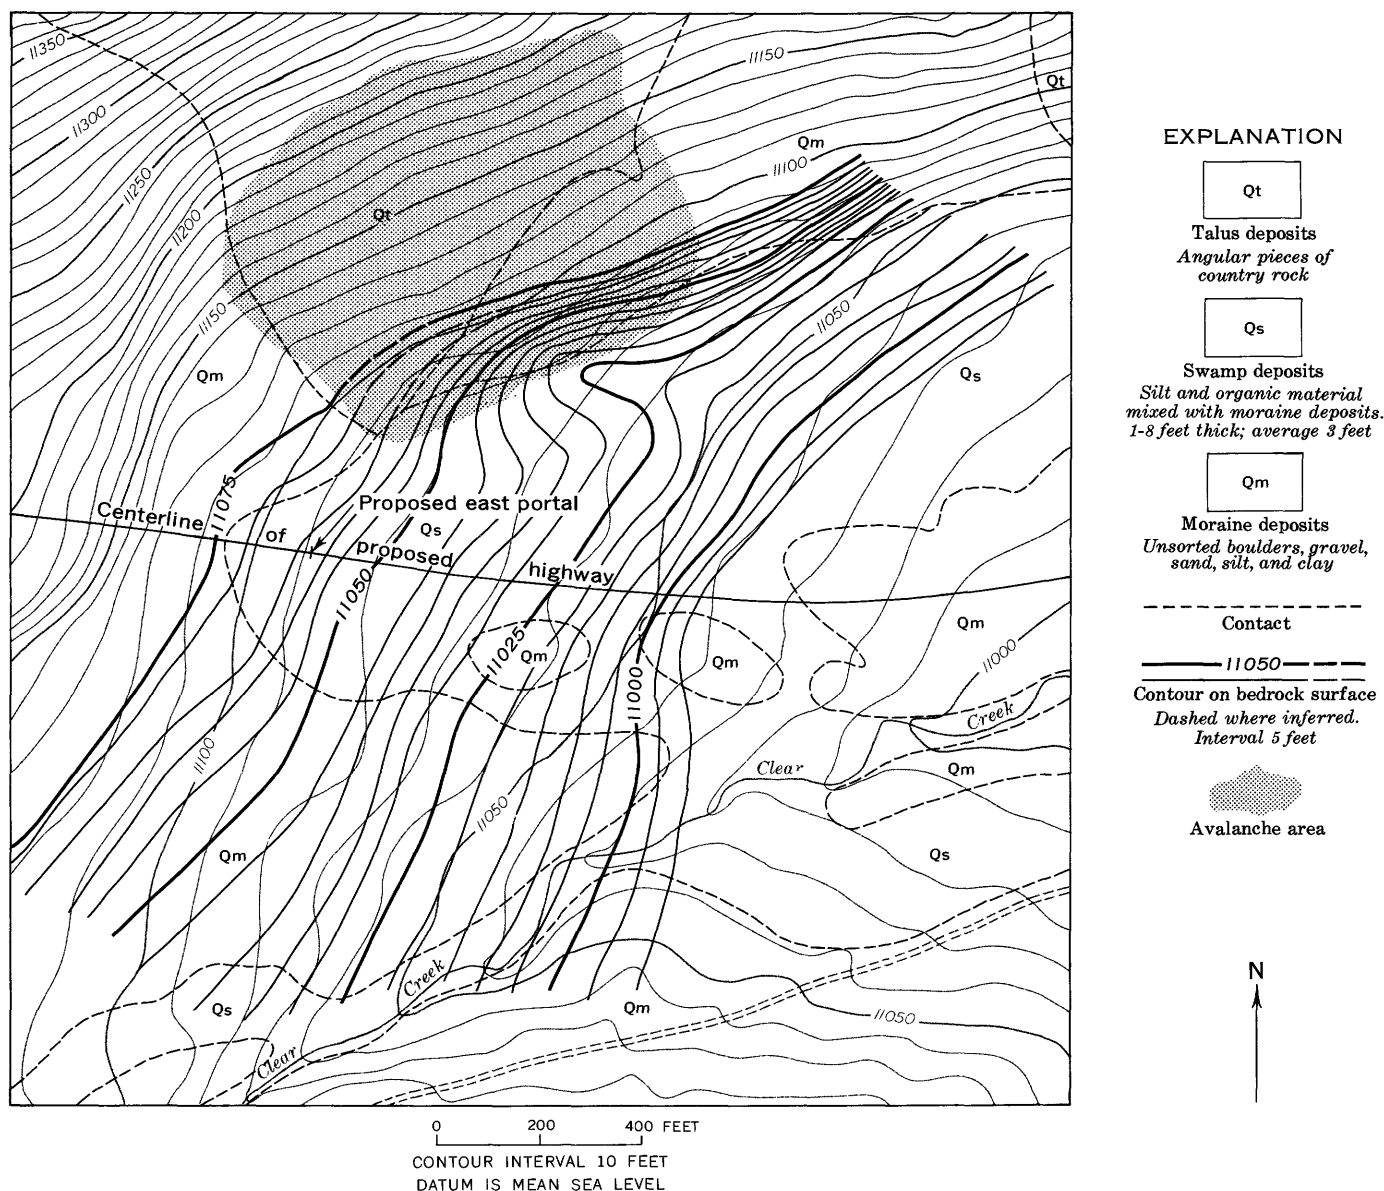 11350
11150
Qt
Qm
11300
11100
11250
11200
Qt
11150
11050
Qm
Qs
11075
Proposed east portal
Centerline of proposed highway
Qs
11050
Qm
11025
Qm
Qm
11000
11000
Creek
11100
Clear
Qm
11050
Qm
Qs
Creek
Qs
Qm
11050
Clear
0 200 400 FEET
CONTOUR INTERVAL 10 FEET
DATUM IS MEAN SEA LEVEL
EXPLANATION
Qt
Talus deposits
Angular pieces of
country rock
Qs
Swamp deposits
Silt and organic material
mixed with moraine deposits.
1-8 feet thick; average 3 feet
Qm
Moraine deposits
Unsorted boulders, gravel,
sand, silt, and clay
Contact
11050
Contour on bedrock surface
Dashed where inferred.
Interval 5 feet
Avalanche area
N